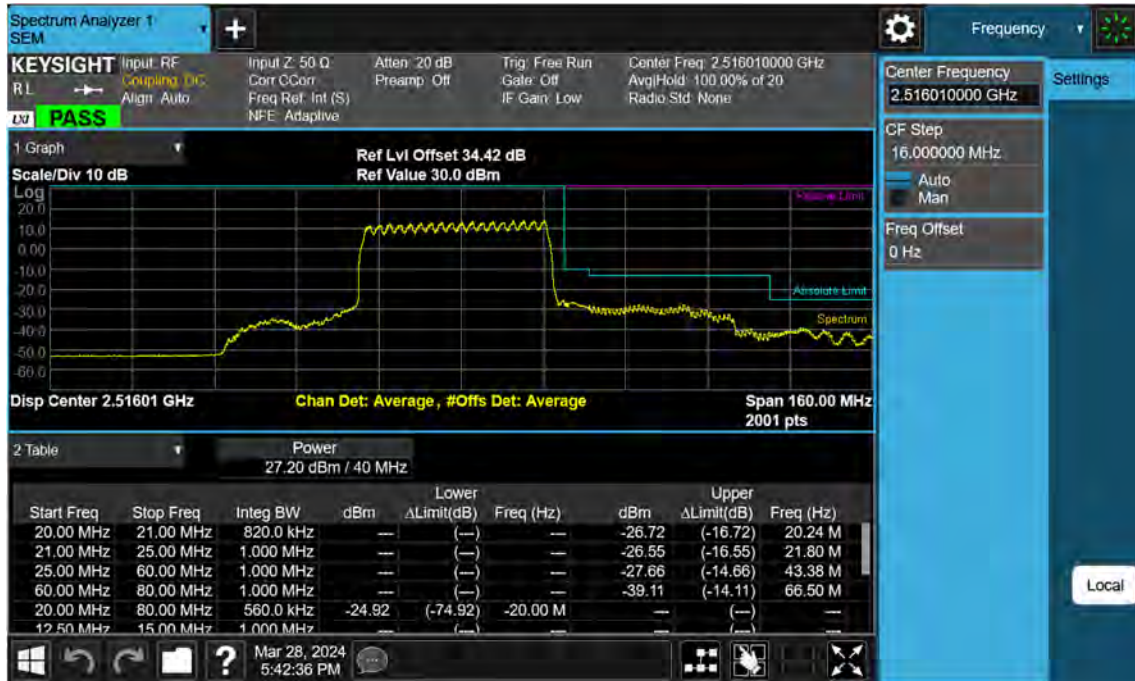 Spectrum Analyzer 1
SEM
+
Frequency
KEYSIGHT
RL
LXI
PASS
Input: RF
Coupling: DC
Align: Auto
Input Z: 50 Ω
Corr CCorr
Freq Ref: Int (S)
NFE: Adaptive
Atten: 20 dB
Preamp: Off
Trig: Free Run
Gate: Off
IF Gain: Low
Center Freq: 2.516010000 GHz
Avg|Hold: 100.00% of 20
Radio Std: None
Center Frequency
2.516010000 GHz
Settings
CF Step
16.000000 MHz
Auto
Man
Freq Offset
0 Hz
1 Graph
Scale/Div 10 dB
Ref Lvl Offset 34.42 dB
Ref Value 30.0 dBm
Log
20.0
10.0
0.00
-10.0
-20.0
-30.0
-40.0
-50.0
-60.0
Relative Limit
Absolute Limit
Spectrum
Disp Center 2.51601 GHz
Chan Det: Average, #Offs Det: Average
Span 160.00 MHz
2001 pts
2 Table
Power
27.20 dBm / 40 MHz
Lower Upper
Start Freq Stop Freq Integ BW dBm ΔLimit(dB) Freq (Hz) dBm ΔLimit(dB) Freq (Hz)
20.00 MHz 21.00 MHz 820.0 kHz --- (---) --- -26.72 (-16.72) 20.24 M
21.00 MHz 25.00 MHz 1.000 MHz --- (---) --- -26.55 (-16.55) 21.80 M
25.00 MHz 60.00 MHz 1.000 MHz --- (---) --- -27.66 (-14.66) 43.38 M
60.00 MHz 80.00 MHz 1.000 MHz --- (---) --- -39.11 (-14.11) 66.50 M
20.00 MHz 80.00 MHz 560.0 kHz -24.92 (-74.92) -20.00 M --- (---) ---
12.50 MHz 15.00 MHz 1.000 MHz --- (---) --- --- (---) ---
Local
?
Mar 28, 2024
5:42:36 PM